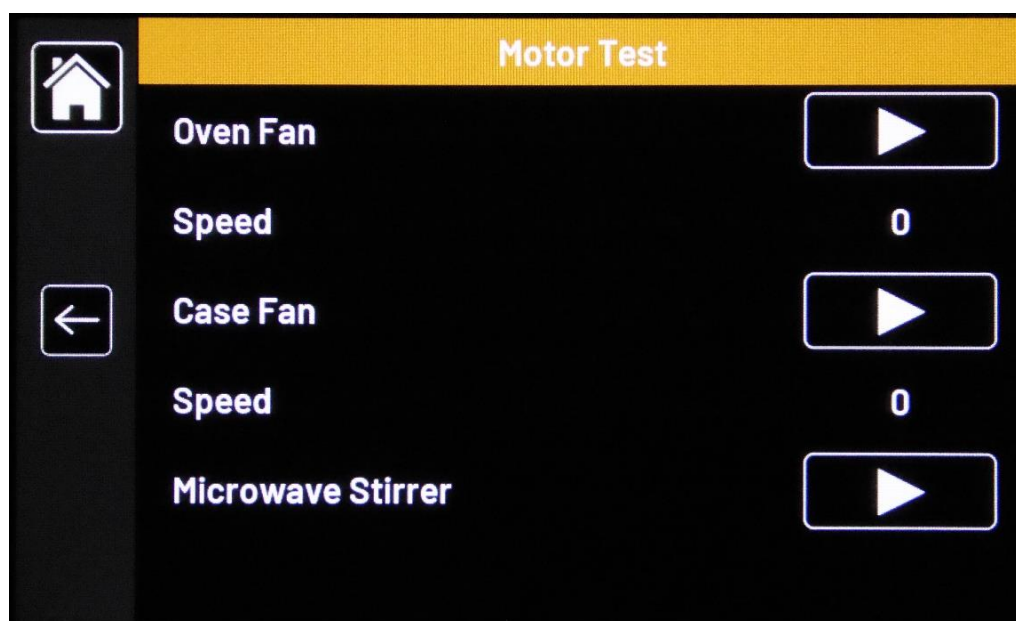 Motor Test
Oven Fan
Speed 0
Case Fan
Speed 0
Microwave Stirrer